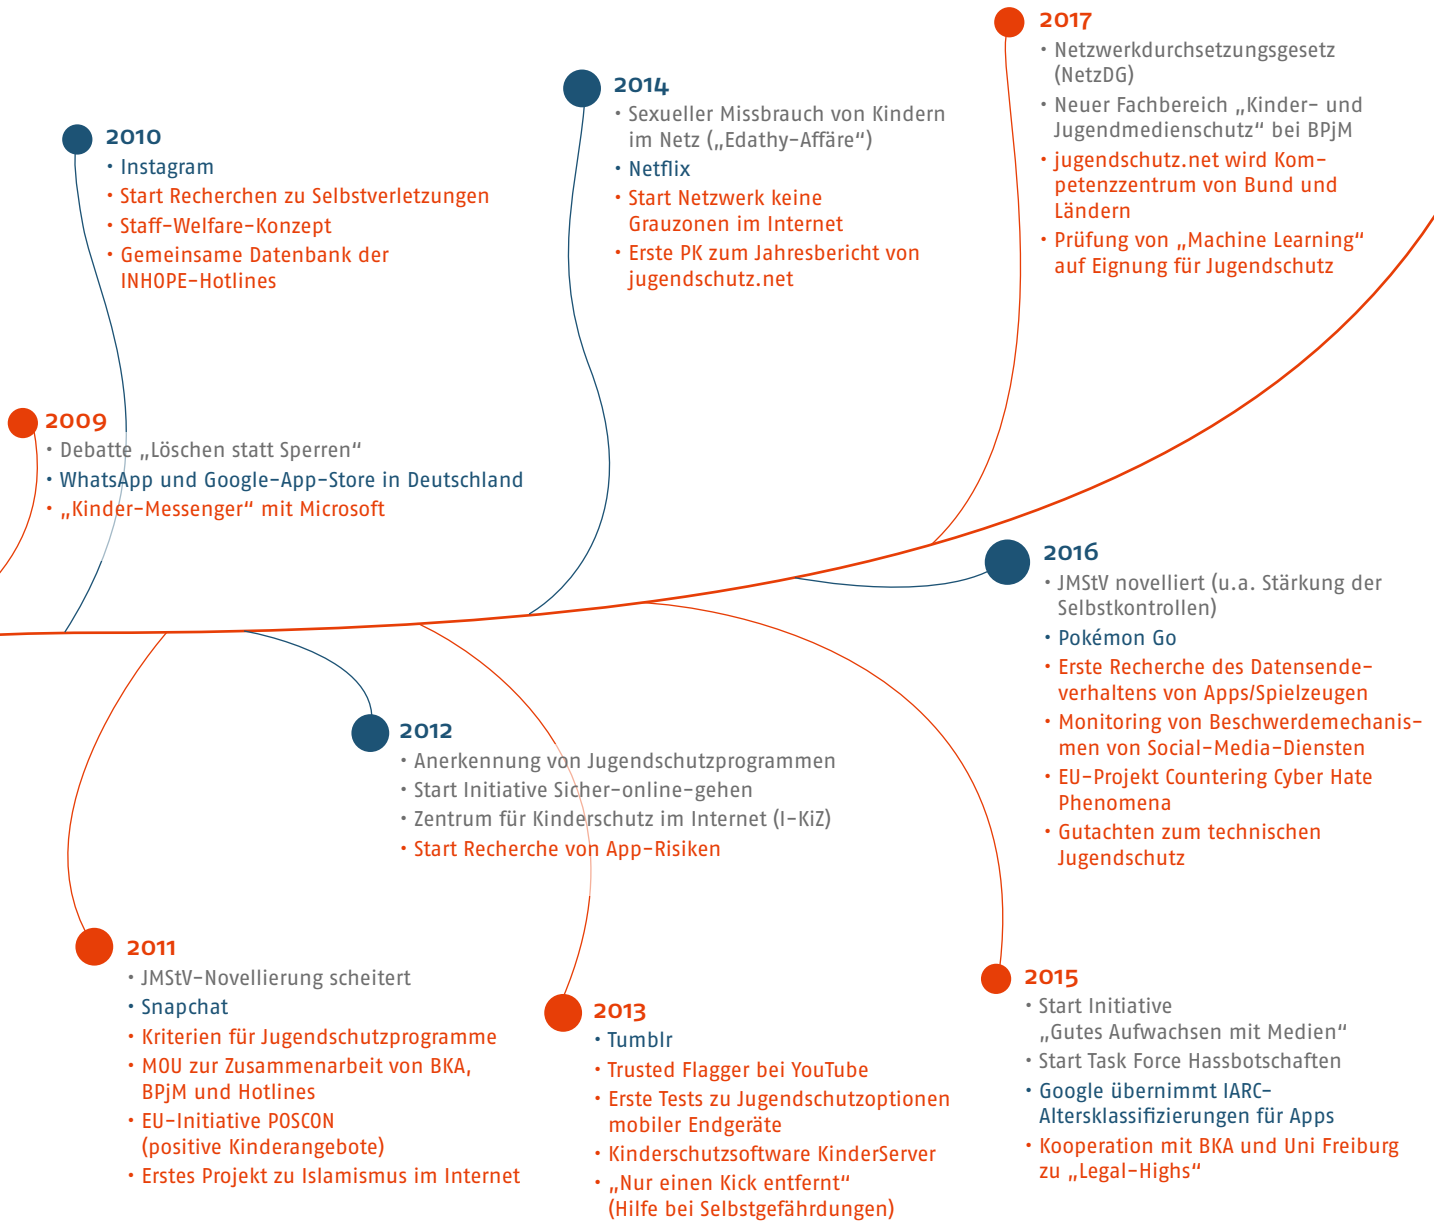 2009
• Debatte „Löschen statt Sperren“
• WhatsApp und Google-App-Store in Deutschland
• „Kinder-Messenger“ mit Microsoft
2010
• Instagram
• Start Recherchen zu Selbstverletzungen
• Staff-Welfare-Konzept
• Gemeinsame Datenbank der
INHOPE-Hotlines
2011
• JMStV-Novellierung scheitert
• Snapchat
• Kriterien für Jugendschutzprogramme
• MOU zur Zusammenarbeit von BKA,
BPjM und Hotlines
• EU-Initiative POSCON
(positive Kinderangebote)
• Erstes Projekt zu Islamismus im Internet
2012
• Anerkennung von Jugendschutzprogrammen
• Start Initiative Sicher-online-gehen
• Zentrum für Kinderschutz im Internet (I-KiZ)
• Start Recherche von App-Risiken
2013
• Tumblr
• Trusted Flagger bei YouTube
• Erste Tests zu Jugendschutzoptionen
mobiler Endgeräte
• Kinderschutzsoftware KinderServer
• „Nur einen Kick entfernt“
(Hilfe bei Selbstgefährdungen)
2014
• Sexueller Missbrauch von Kindern
im Netz („Edathy-Affäre“)
• Netflix
• Start Netzwerk keine
Grauzonen im Internet
• Erste PK zum Jahresbericht von
jugendschutz.net
2015
• Start Initiative
„Gutes Aufwachsen mit Medien“
• Start Task Force Hassbotschaften
• Google übernimmt IARC-
Altersklassifizierungen für Apps
• Kooperation mit BKA und Uni Freiburg
zu „Legal-Highs“
2016
• JMStV novelliert (u.a. Stärkung der
Selbstkontrollen)
• Pokémon Go
• Erste Recherche des Datensende-
verhaltens von Apps/Spielzeugen
• Monitoring von Beschwerdemechanis-
men von Social-Media-Diensten
• EU-Projekt Countering Cyber Hate
Phenomena
• Gutachten zum technischen
Jugendschutz
2017
• Netzwerkdurchsetzungsgesetz
(NetzDG)
• Neuer Fachbereich „Kinder- und
Jugendmedienschutz“ bei BPjM
• jugendschutz.net wird Kom-
petenzzentrum von Bund und
Ländern
• Prüfung von „Machine Learning“
auf Eignung für Jugendschutz